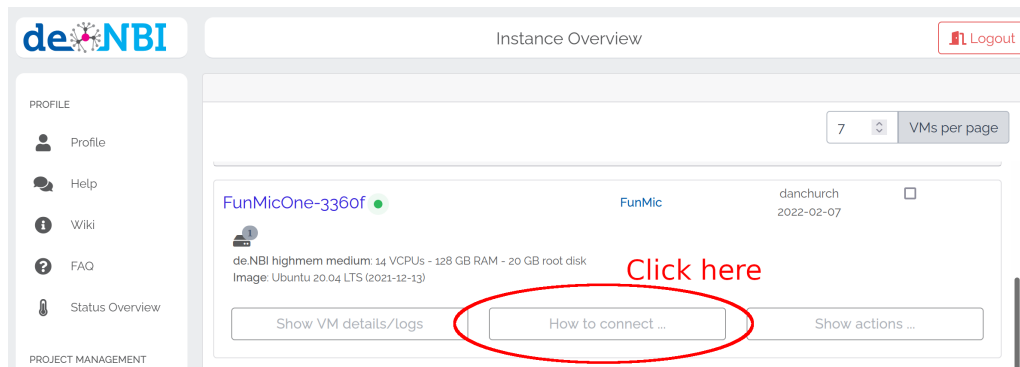 de NBI
Instance Overview
Logout
PROFILE
Profile
Help
Wiki
FAQ
Status Overview
PROJECT MANAGEMENT
7
VMs per page
FunMicOne-3360f
FunMic
danchurch
2022-02-07
1
de.NBI highmem medium: 14 VCPUs - 128 GB RAM - 20 GB root disk
Image: Ubuntu 20.04 LTS (2021-12-13)
Click here
Show VM details/logs
How to connect ...
Show actions ...